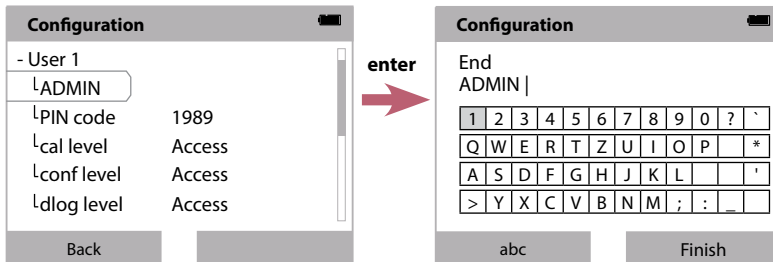 Configuration
- User 1
└ADMIN
└PIN code 1989
└cal level Access
└conf level Access
└dlog level Access
Back
enter
Configuration
End
ADMIN |
1 2 3 4 5 6 7 8 9 0 ? `
Q W E R T Z U I O P *
A S D F G H J K L '
> Y X C V B N M ; : _
abc Finish